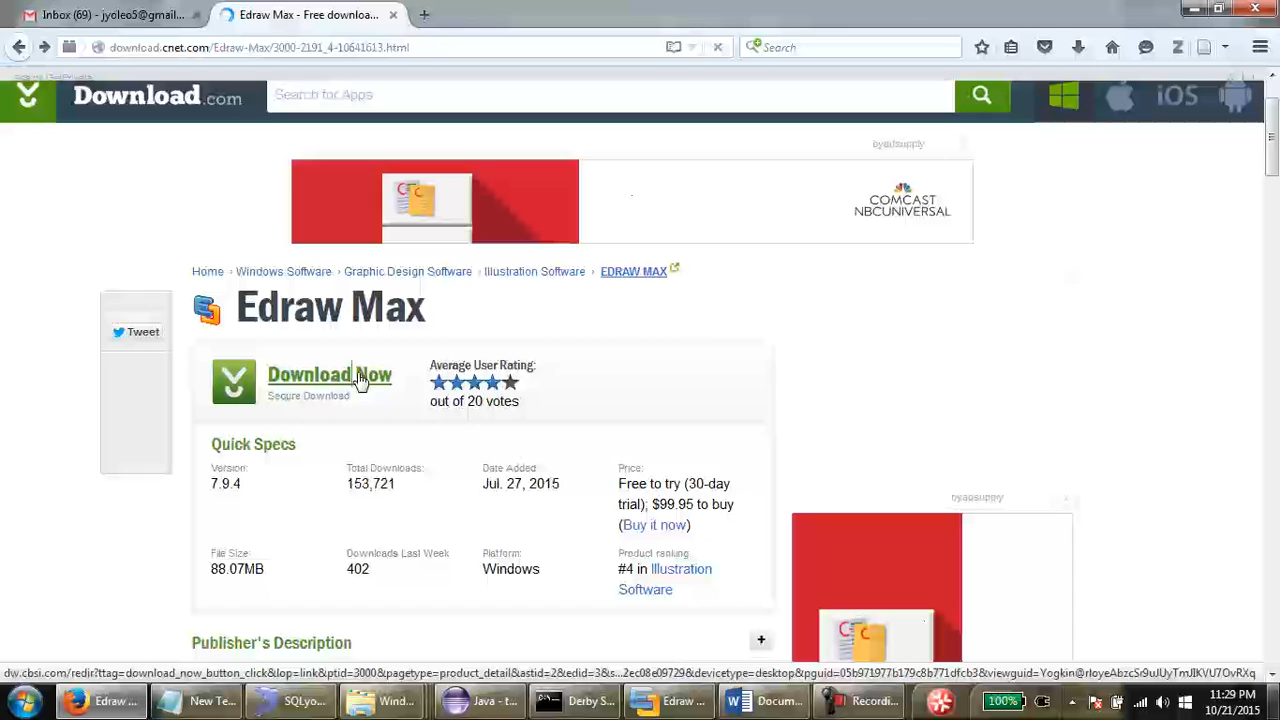 Inbox (69) - jyoleo5@gmail... ×
Edraw Max - Free downloa... ×
download.cnet.com/Edraw-Max/3000-2191_4-10641613.html
Search
Download.com
Search for Apps
iOS
COMCAST
NBCUNIVERSAL
Home › Windows Software › Graphic Design Software › Illustration Software › EDRAW MAX
Edraw Max
Tweet
Download Now
Secure Download
Average User Rating:
out of 20 votes
Quick Specs
Version:
7.9.4
Total Downloads:
153,721
Date Added:
Jul. 27, 2015
Price:
Free to try (30-day
trial); $99.95 to buy
(Buy it now)
File Size:
88.07MB
Downloads Last Week
402
Platform:
Windows
Product ranking:
#4 in Illustration
Software
Publisher's Description
+
Edraw ...
New Te...
SQLyo...
Wind...
Java - t...
Derby S...
Edraw ...
Docum...
Recordi...
100%
11:29 PM
10/21/2015